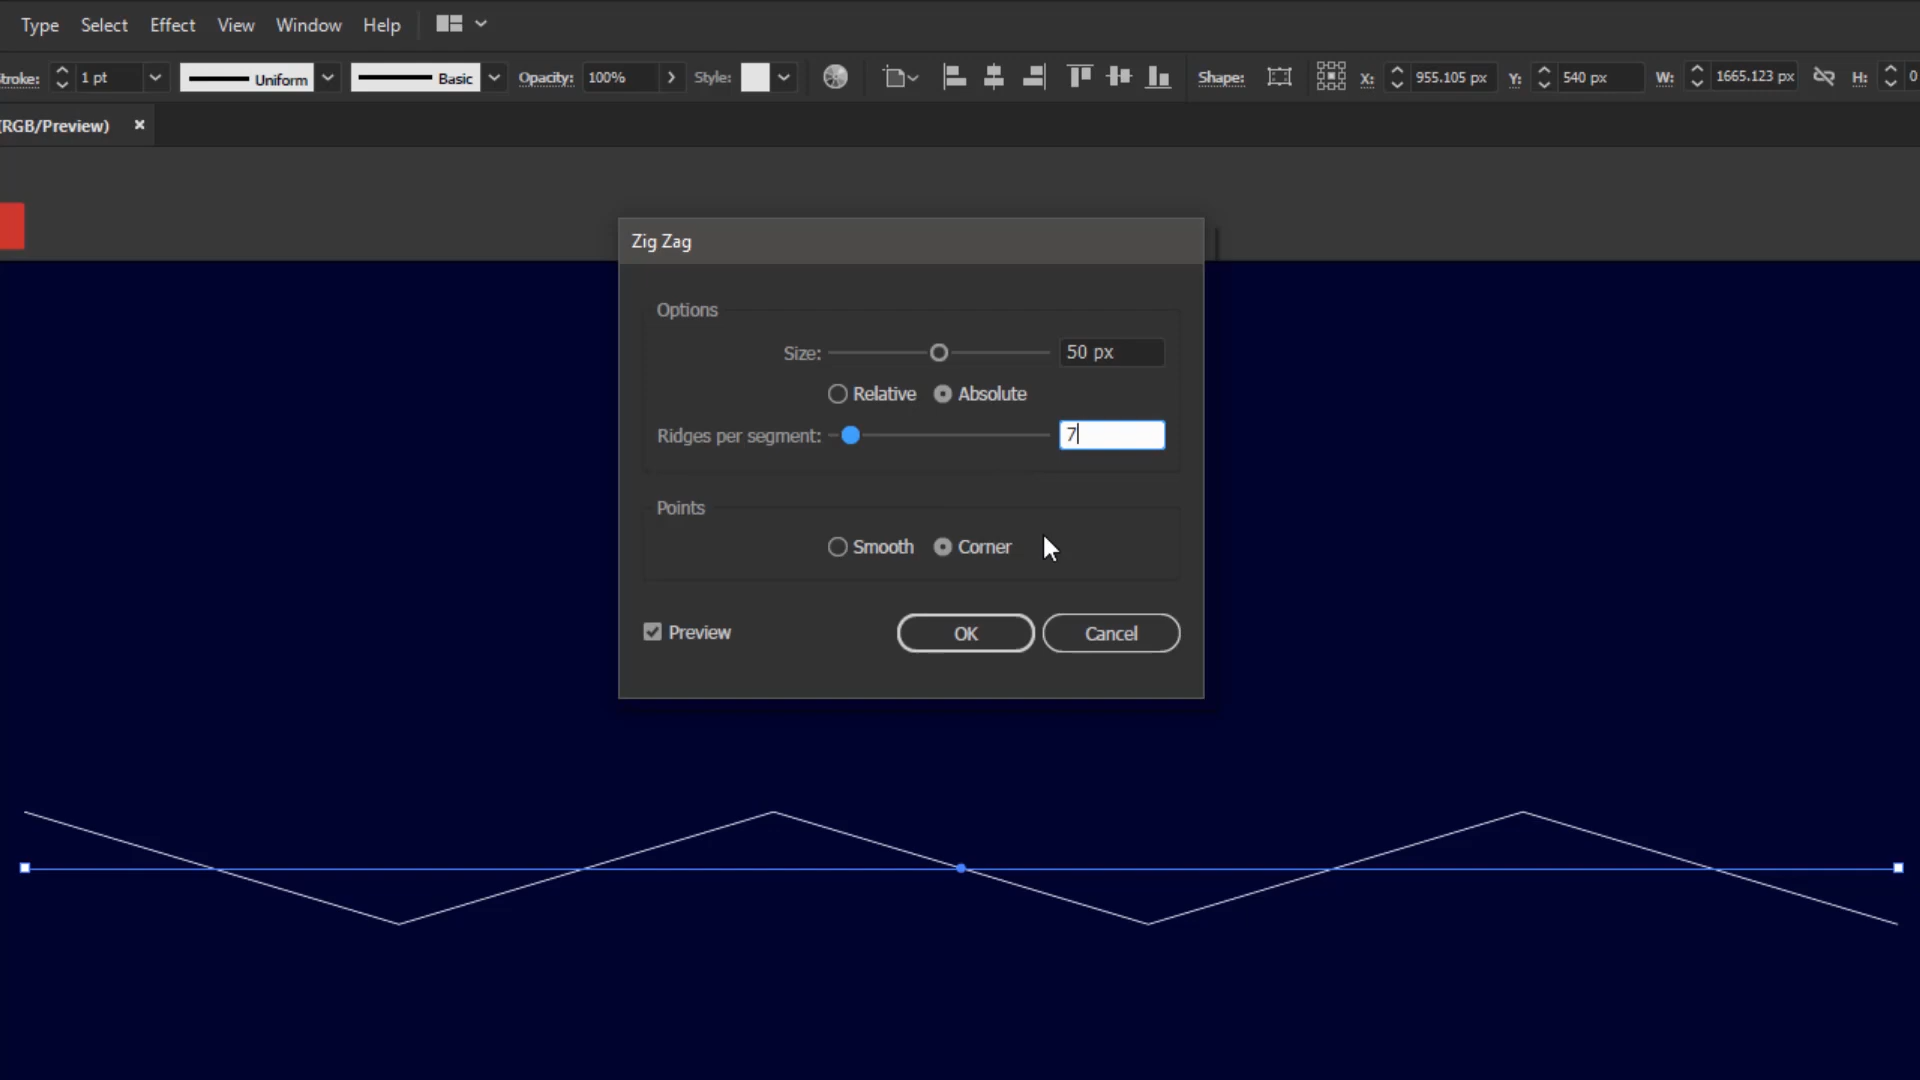 Type Select Effect View Window Help
troke: 1 pt Uniform Basic Opacity: 100% Style: Shape: X: 955.105 px Y: 540 px W: 1665.123 px H: 0
(RGB/Preview) ×
Zig Zag
Options
Size: 50 px
Relative Absolute
Ridges per segment: 7
Points
Smooth Corner
Preview OK Cancel